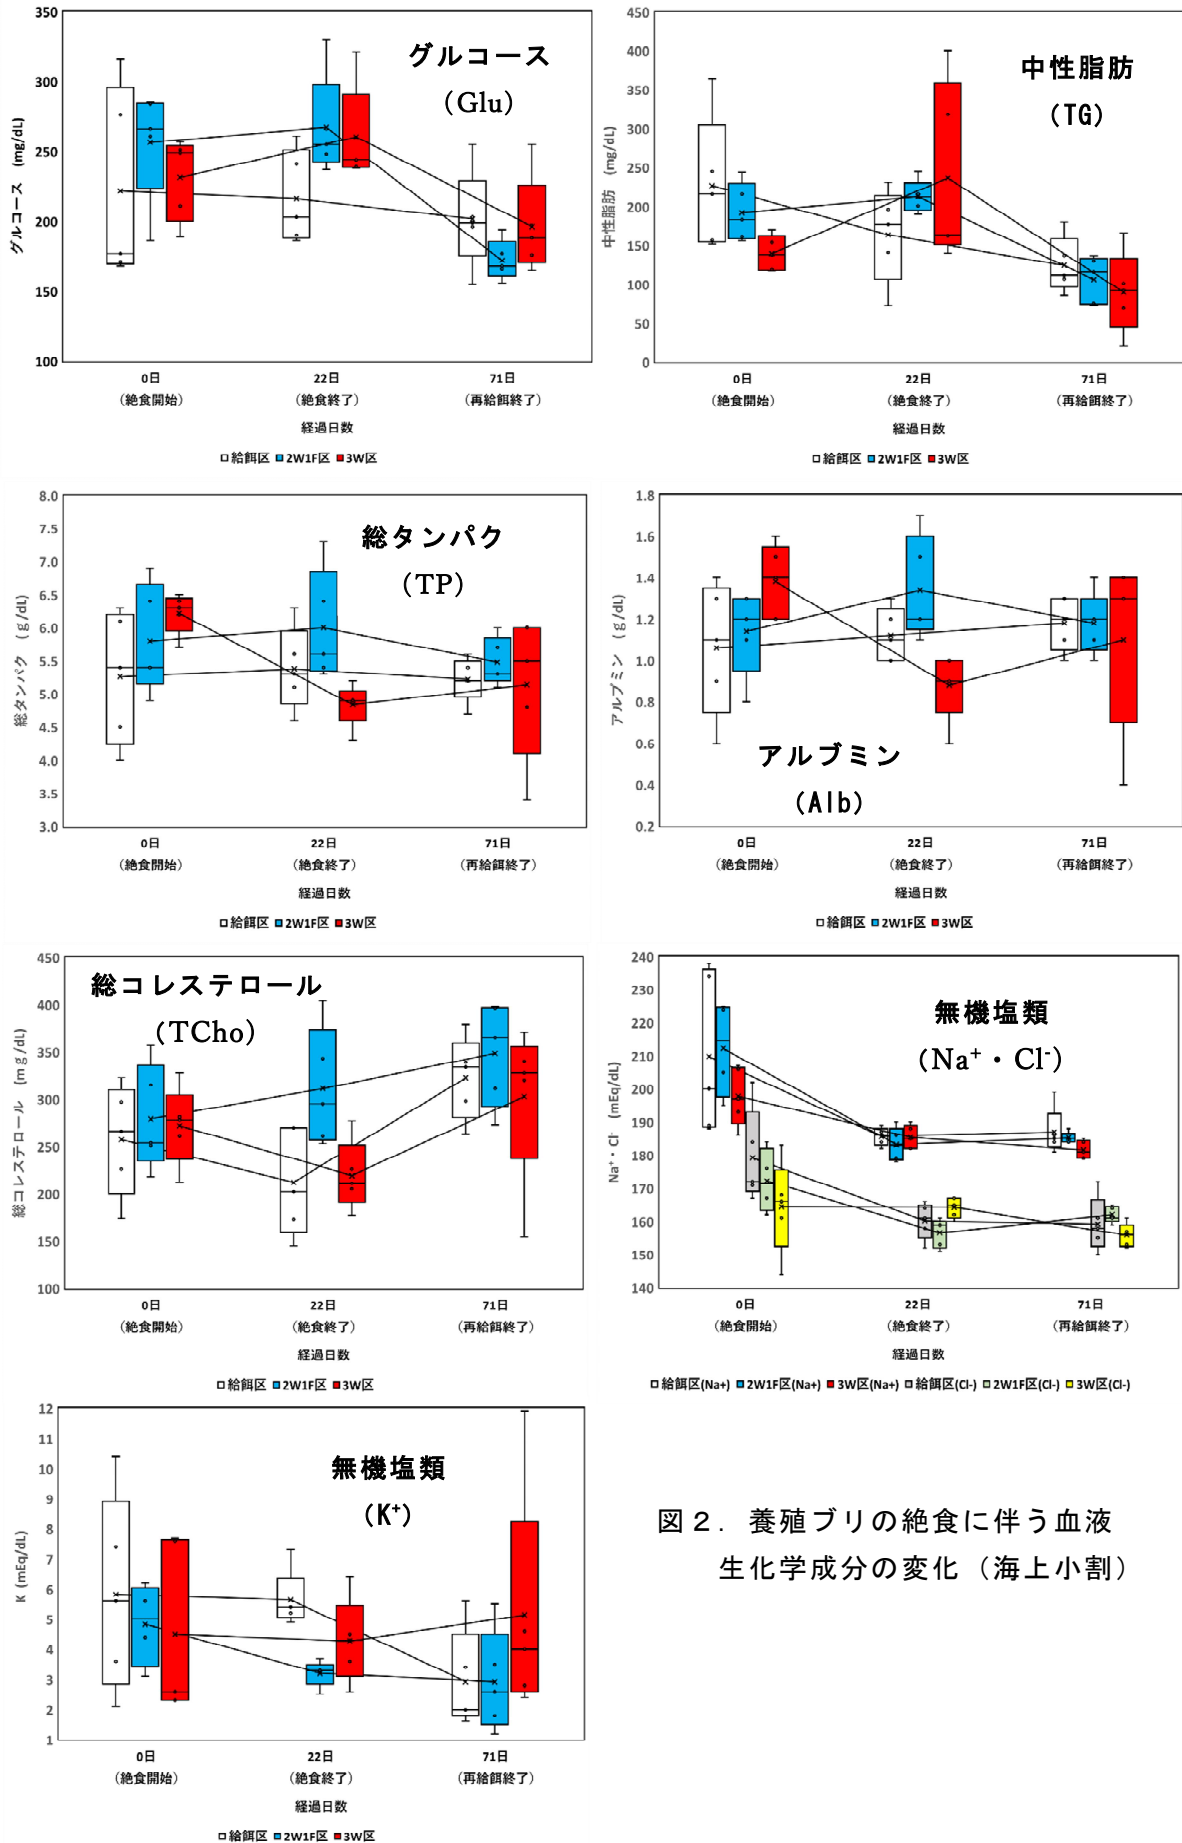 グルコース
(Glu)
グルコース (mg/dL)
350
300
250
200
150
100
0日
(絶食開始)
22日
(絶食終了)
71日
(再給餌終了)
経過日数
給餌区 2W1F区 3W区
中性脂肪
(TG)
中性脂肪 (mg/dL)
450
400
350
300
250
200
150
100
50
0
0日
(絶食開始)
22日
(絶食終了)
71日
(再給餌終了)
経過日数
給餌区 2W1F区 3W区
総タンパク
(TP)
総タンパク (g/dL)
8.0
7.5
7.0
6.5
6.0
5.5
5.0
4.5
4.0
3.5
3.0
0日
(絶食開始)
22日
(絶食終了)
71日
(再給餌終了)
経過日数
給餌区 2W1F区 3W区
アルブミン
(Alb)
アルブミン (g/dL)
1.8
1.6
1.4
1.2
1.0
0.8
0.6
0.4
0.2
0日
(絶食開始)
22日
(絶食終了)
71日
(再給餌終了)
経過日数
給餌区 2W1F区 3W区
総コレステロール
(TCho)
総コレステロール (mg/dL)
450
400
350
300
250
200
150
100
0日
(絶食開始)
22日
(絶食終了)
71日
(再給餌終了)
経過日数
給餌区 2W1F区 3W区
無機塩類
(Na⁺・Cl⁻)
Na⁺・Cl⁻ (mEq/dL)
240
230
220
210
200
190
180
170
160
150
140
0日
(絶食開始)
22日
(絶食終了)
71日
(再給餌終了)
経過日数
給餌区(Na+) 2W1F区(Na+) 3W区(Na+) 給餌区(Cl-) 2W1F区(Cl-) 3W区(Cl-)
無機塩類
(K⁺)
K (mEq/dL)
12
11
10
9
8
7
6
5
4
3
2
1
0日
(絶食開始)
22日
(絶食終了)
71日
(再給餌終了)
経過日数
給餌区 2W1F区 3W区
図2．養殖ブリの絶食に伴う血液
生化学成分の変化（海上小割）